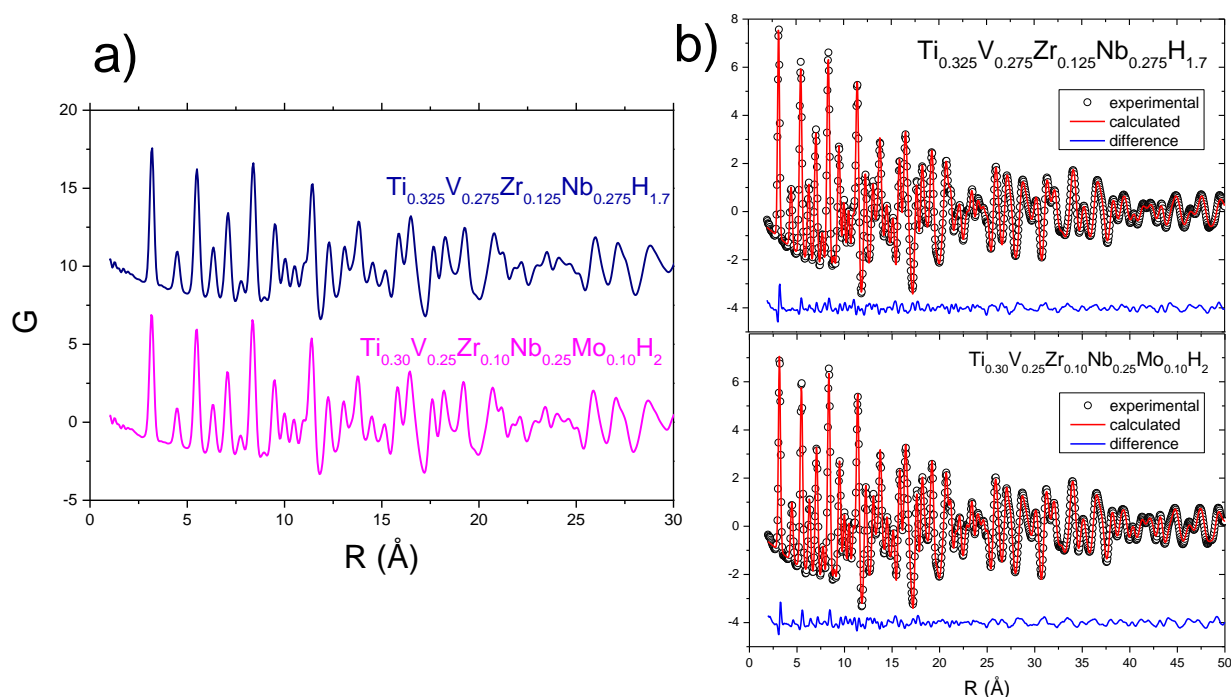 a)
20
15
10
5
0
-5
G
Ti0.325V0.275Zr0.125Nb0.275H1.7
Ti0.30V0.25Zr0.10Nb0.25Mo0.10H2
0 5 10 15 20 25 30
R (Å)
b)
8
6
4
2
0
-2
-4
Ti0.325V0.275Zr0.125Nb0.275H1.7
experimental
calculated
difference
6
4
2
0
-2
-4
Ti0.30V0.25Zr0.10Nb0.25Mo0.10H2
experimental
calculated
difference
0 5 10 15 20 25 30 35 40 45 50
R (Å)